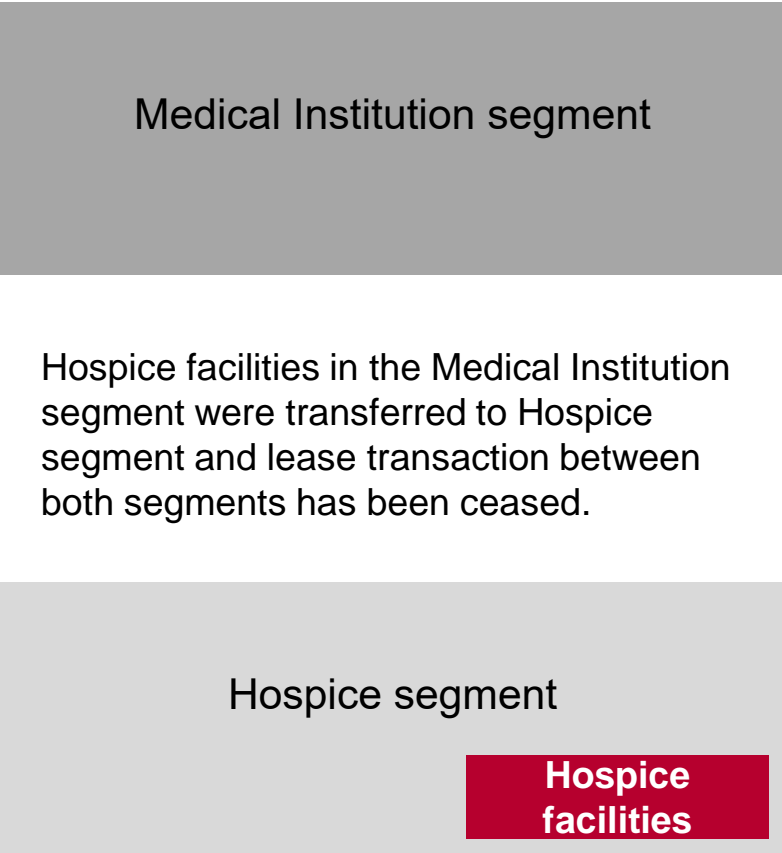 Medical Institution segment
Hospice facilities in the Medical Institution
segment were transferred to Hospice
segment and lease transaction between
both segments has been ceased.
Hospice segment
Hospice
facilities